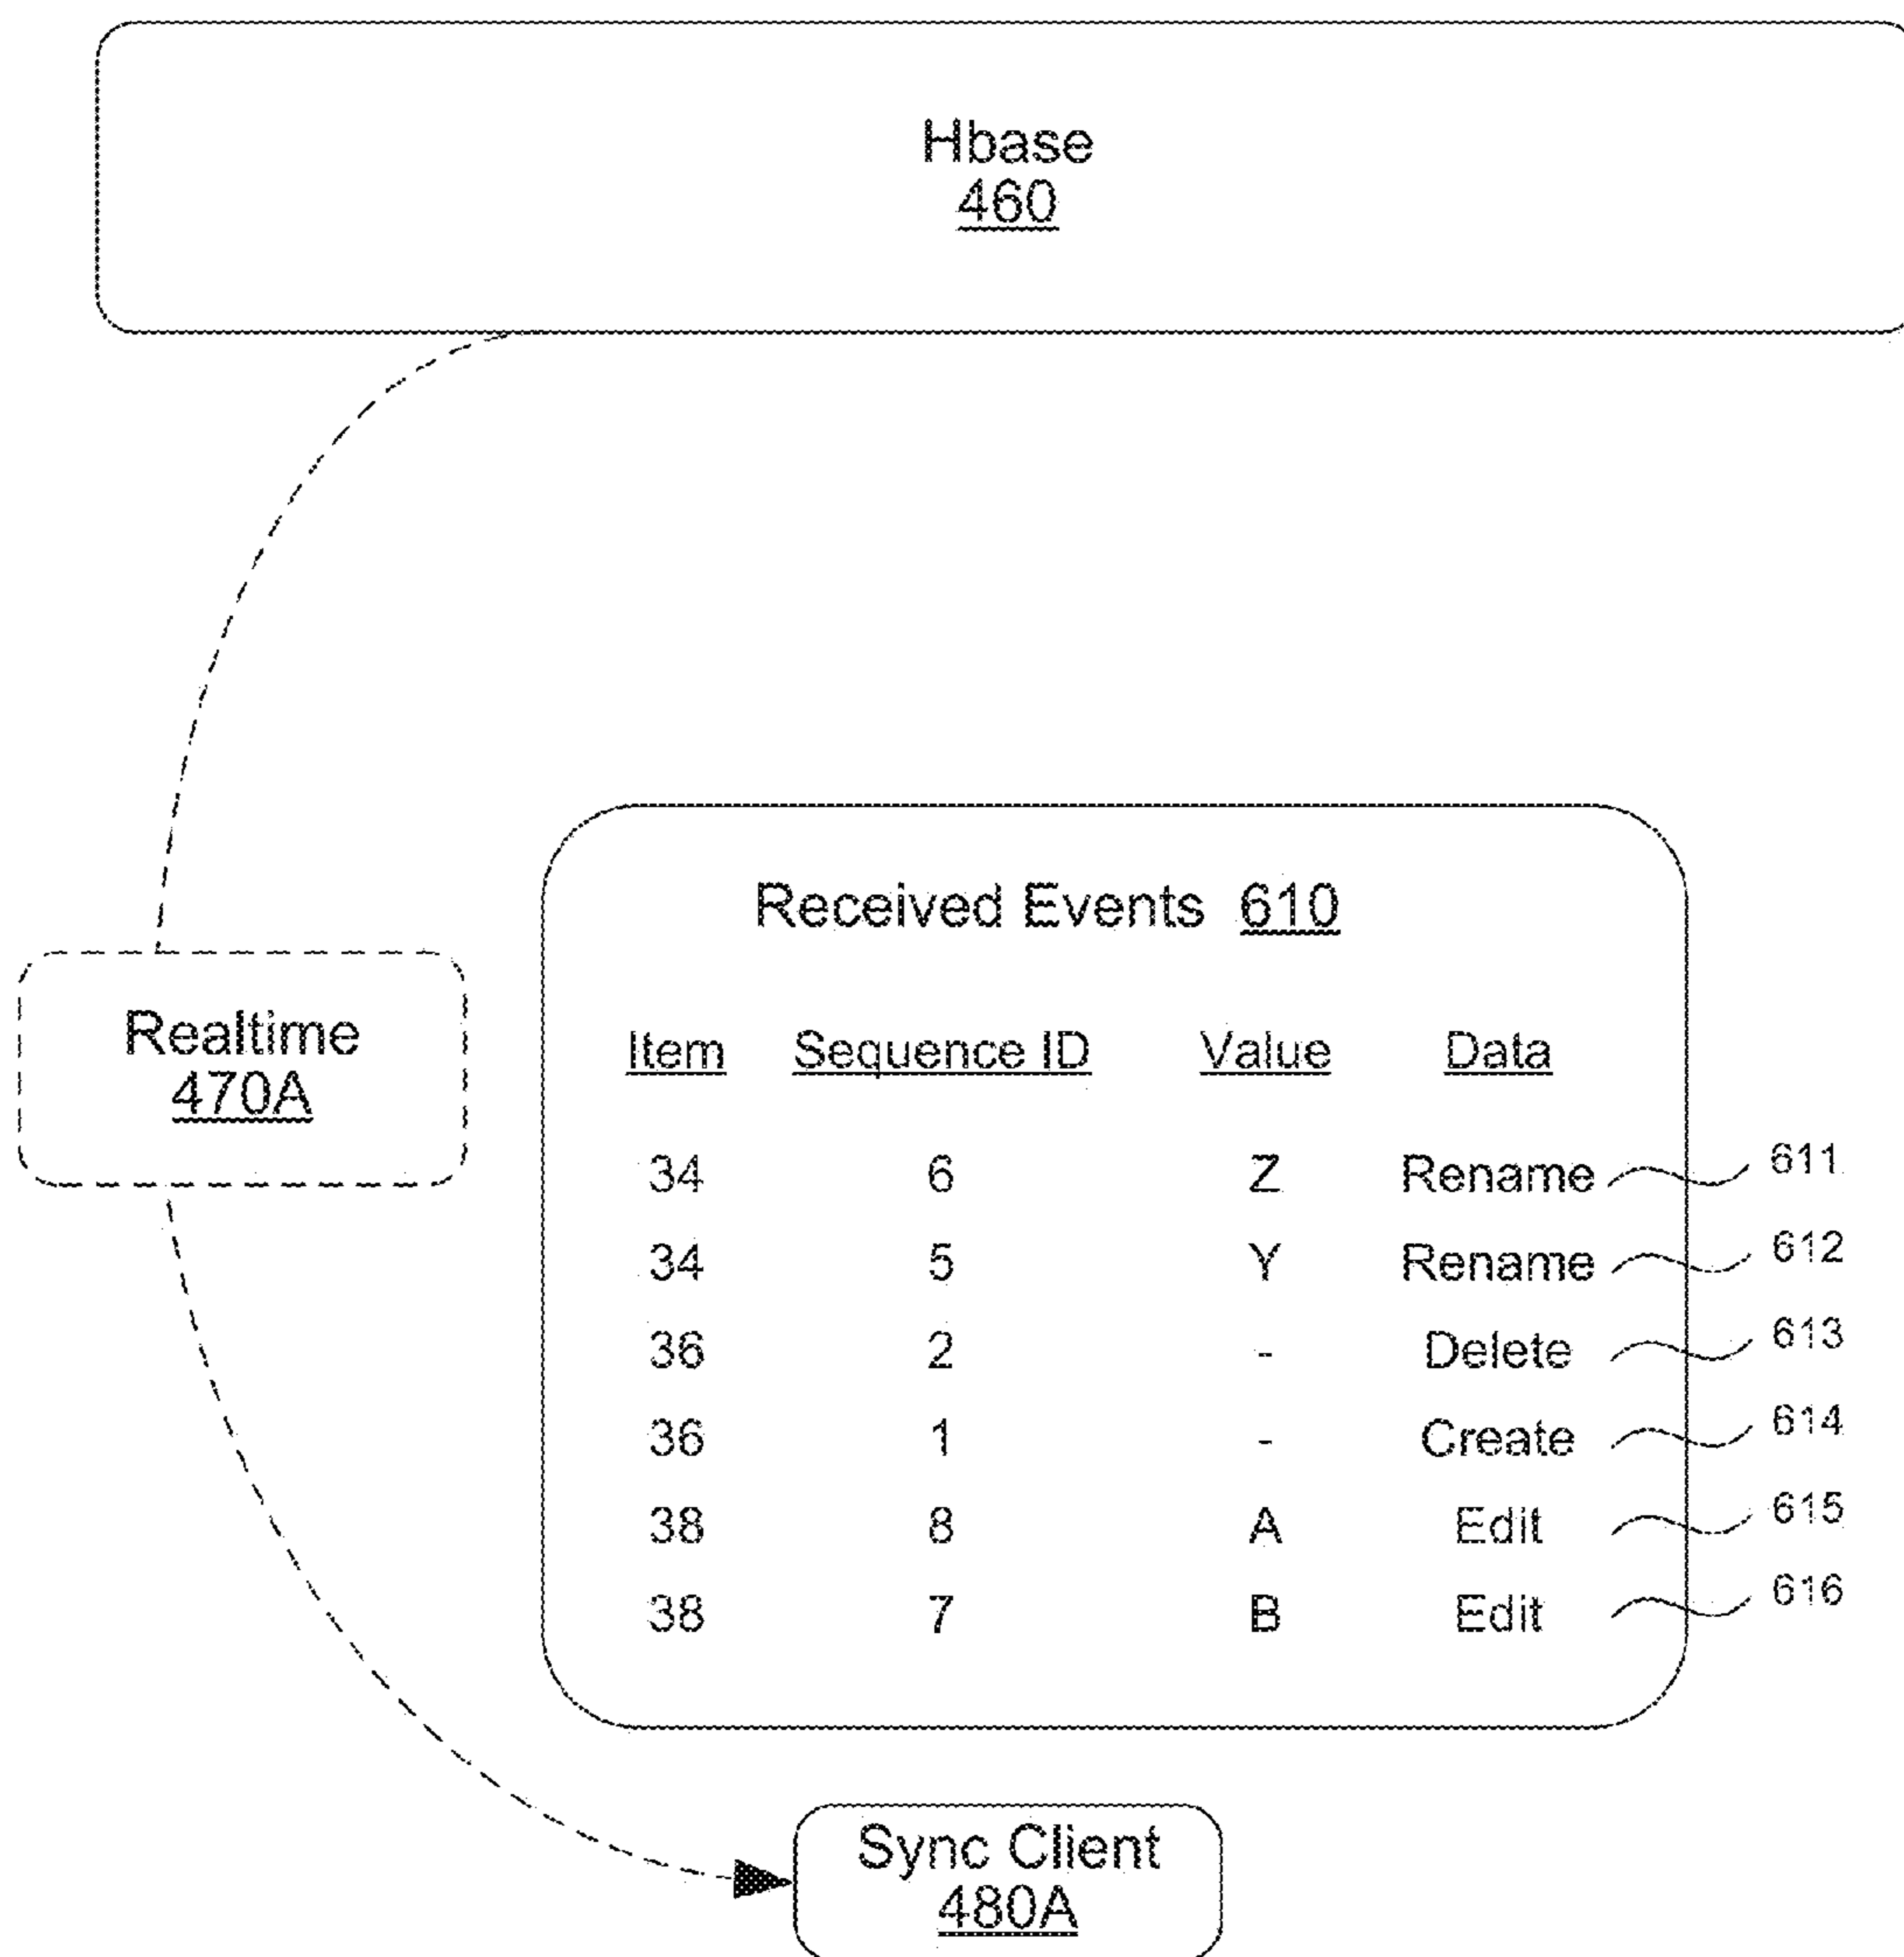 Hbase
460
Realtime
470A
Received Events 610
Item Sequence ID Value Data
34 6 Z Rename 611
34 5 Y Rename 612
36 2 - Delete 613
36 1 - Create 614
38 8 A Edit 615
38 7 B Edit 616
Sync Client
480A